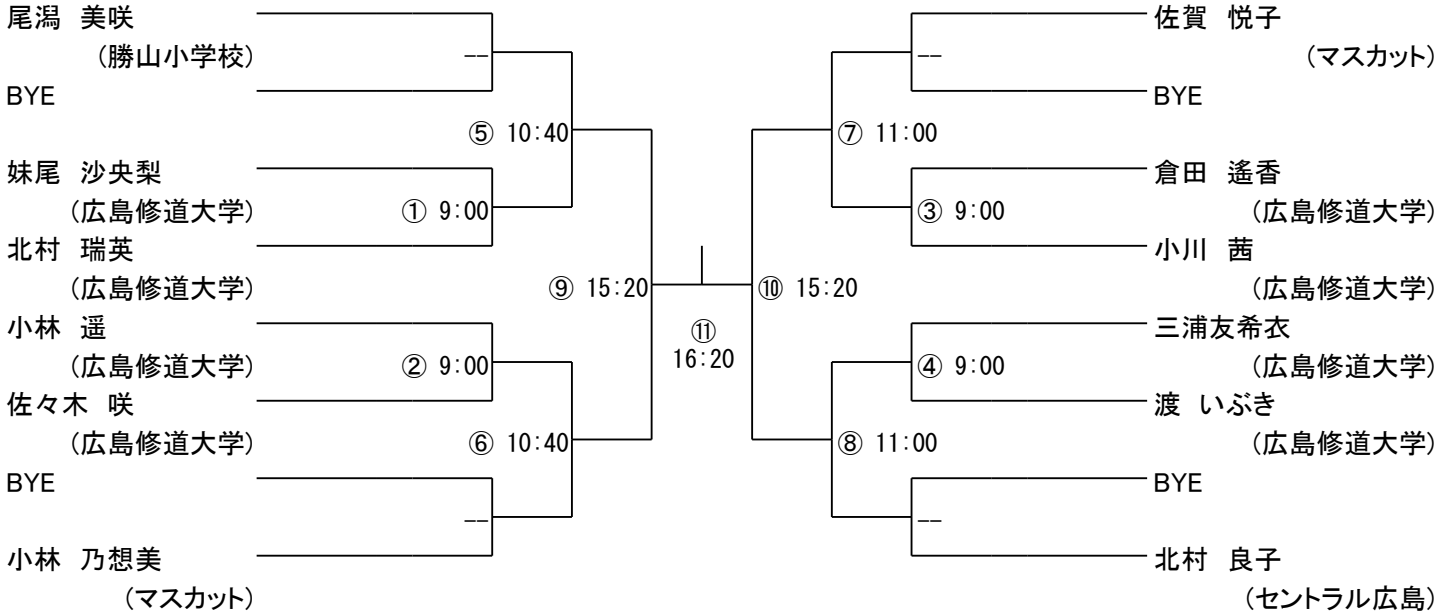 尾潟 美咲
(勝山小学校)
--
BYE
⑤ 10:40
妹尾 沙央梨
(広島修道大学)
① 9:00
北村 瑞英
(広島修道大学)
⑨ 15:20
小林 遥
(広島修道大学)
② 9:00
佐々木 咲
(広島修道大学)
⑥ 10:40
BYE
--
小林 乃想美
(マスカット)
⑪
16:20
佐賀 悦子
(マスカット)
--
BYE
⑦ 11:00
倉田 遙香
③ 9:00
(広島修道大学)
小川 茜
(広島修道大学)
⑩ 15:20
三浦友希衣
④ 9:00
(広島修道大学)
渡 いぶき
(広島修道大学)
⑧ 11:00
BYE
--
北村 良子
(セントラル広島)